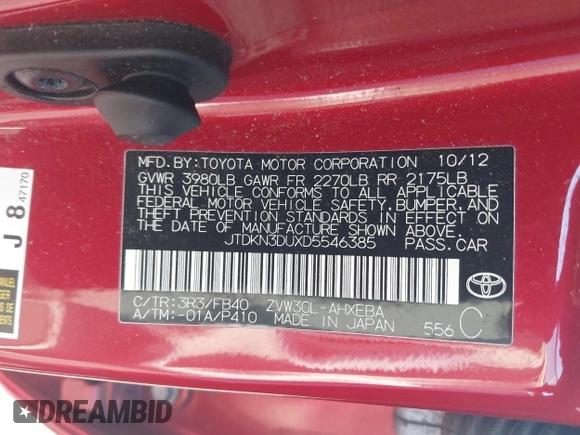 MFD. BY: TOYOTA MOTOR CORPORATION 10/12
GVWR 3980LB GAWR FR 2270LB RR 2175LB
THIS VEHICLE CONFORMS TO ALL APPLICABLE
FEDERAL MOTOR VEHICLE SAFETY, BUMPER, AND
THEFT PREVENTION STANDARDS IN EFFECT ON
THE DATE OF MANUFACTURE SHOWN ABOVE.
JTDKN3DUXD5546385 PASS. CAR
C/TR: 3R3/FB40 ZVW30L-AHXEBA
A/TM: -01A/P410 MADE IN JAPAN 556 C
J 8 47170
DREAMBID